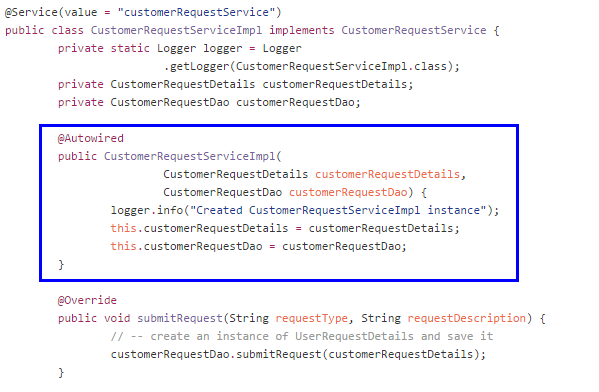 @Service(value = "customerRequestService")
public class CustomerRequestServiceImpl implements CustomerRequestService {
private static Logger logger = Logger
.getLogger(CustomerRequestServiceImpl.class);
private CustomerRequestDetails customerRequestDetails;
private CustomerRequestDao customerRequestDao;
@Autowired
public CustomerRequestServiceImpl(
CustomerRequestDetails customerRequestDetails,
CustomerRequestDao customerRequestDao) {
logger.info("Created CustomerRequestServiceImpl instance");
this.customerRequestDetails = customerRequestDetails;
this.customerRequestDao = customerRequestDao;
}
@Override
public void submitRequest(String requestType, String requestDescription) {
// -- create an instance of UserRequestDetails and save it
customerRequestDao.submitRequest(customerRequestDetails);
}